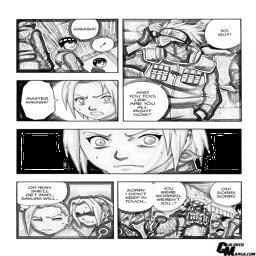 KAKASHI!
YO,
GUY!
MASTER
KAKASHI!
AND
YOU TOO,
LEE...
ARE YOU
ALL
RIGHT
NOW?
OH YEAH.
SHE'LL
GET MAD...
SAKURA WILL...
SORRY
I DIDN'T
KEEP IN
TOUCH...
YOU
WERE
WORRIED,
WEREN'T
YOU...?
OH!
SORRY,
SORRY.
COLORED
MANGA.COM